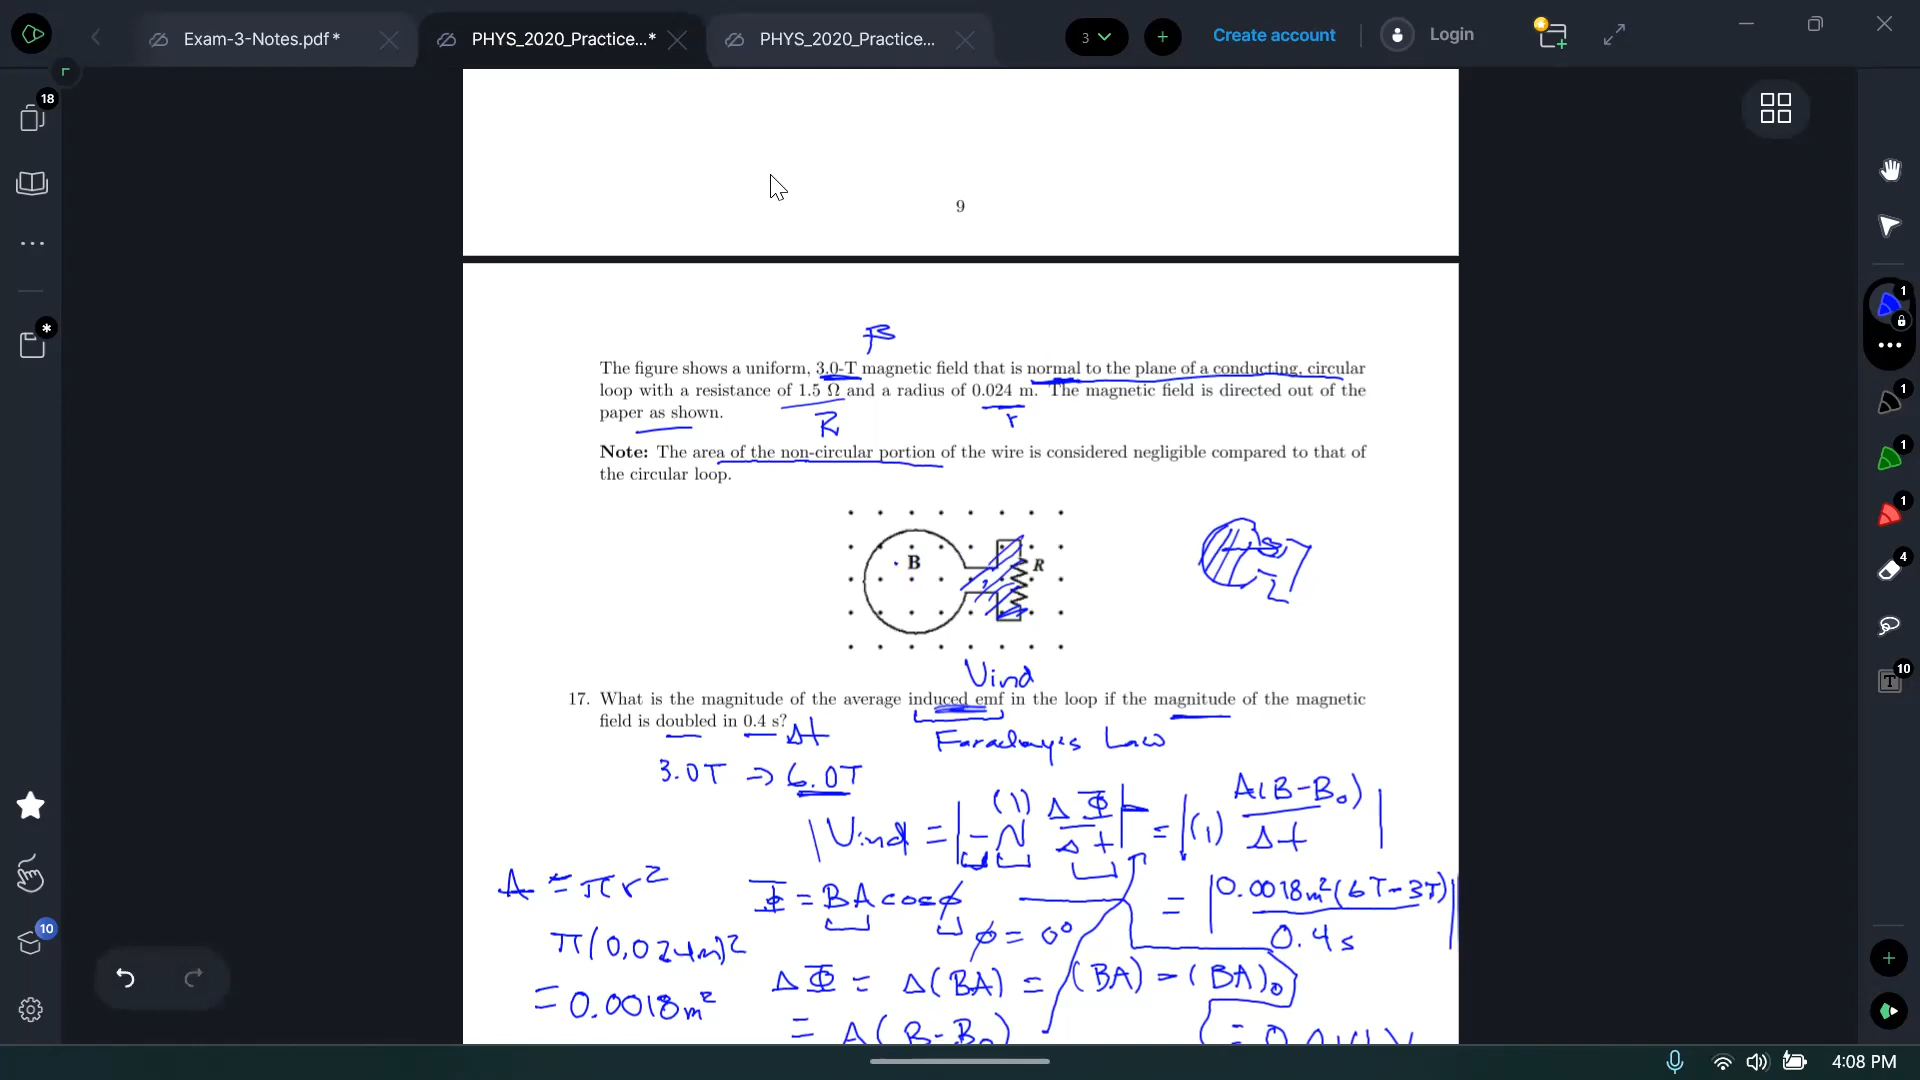 Exam-3-Notes.pdf *
PHYS_2020_Practice...*
PHYS_2020_Practice...
3
Create account
Login
18
9
B
The figure shows a uniform, 3.0-T magnetic field that is normal to the plane of a conducting, circular
loop with a resistance of 1.5 Ω and a radius of 0.024 m. The magnetic field is directed out of the
paper as shown.
R
r
Note: The area of the non-circular portion of the wire is considered negligible compared to that of
the circular loop.
B
R
Vind
17. What is the magnitude of the average induced emf in the loop if the magnitude of the magnetic
field is doubled in 0.4 s?
Δt
Faraday's Law
3.0T => 6.0T
|Vind = |-N (1) ΔΦ/Δt| = |(1) A(B-B₀)/Δt|
A = πr²
Φ = BA cosϕ
= |0.0018m²(6T-3T)/0.4s|
ϕ = 0°
π(0.024m)²
ΔΦ = Δ(BA) = (BA) - (BA)₀
= 0.0018m²
= A(B-B₀)
1
*
1
1
1
4
10
10
4:08 PM